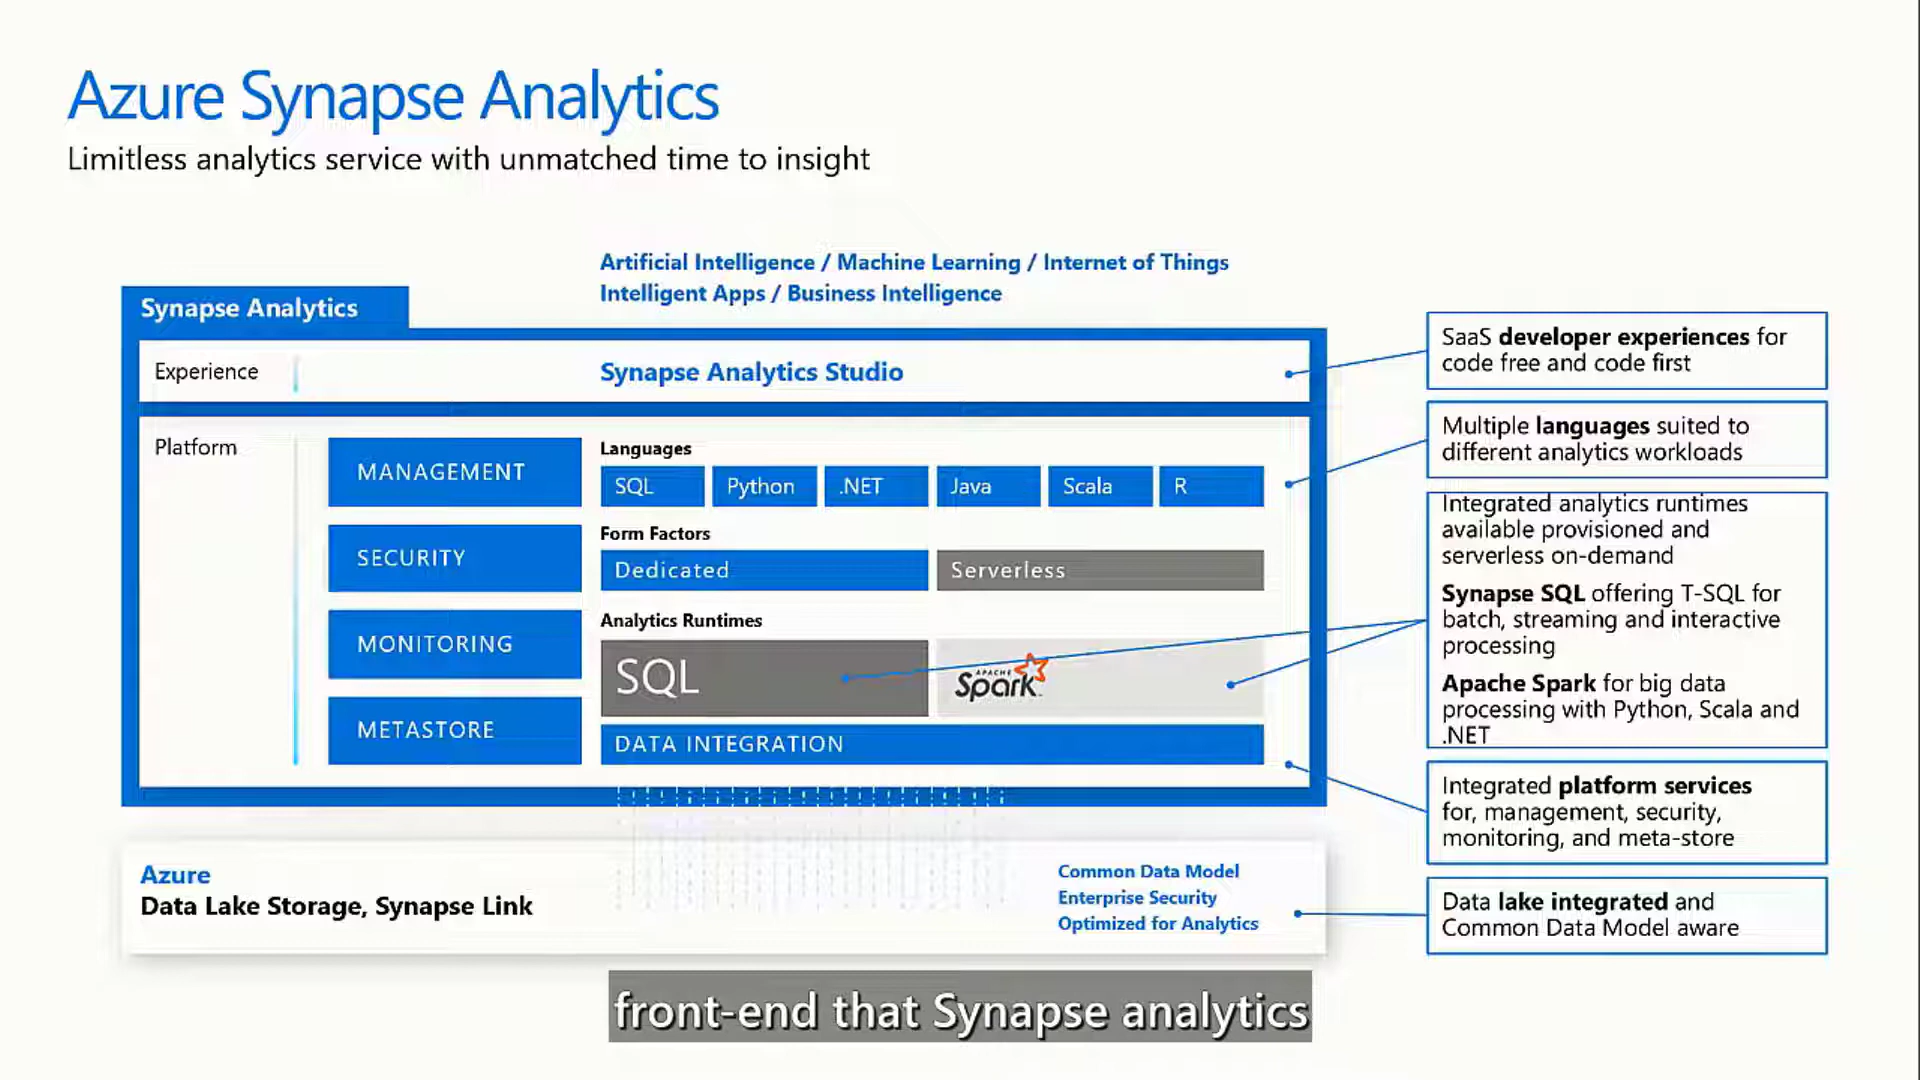 Azure Synapse Analytics
Limitless analytics service with unmatched time to insight
Artificial Intelligence / Machine Learning / Internet of Things
Intelligent Apps / Business Intelligence
Synapse Analytics
Experience
Synapse Analytics Studio
Platform
MANAGEMENT
SECURITY
MONITORING
METASTORE
Languages
SQL
Python
.NET
Java
Scala
R
Form Factors
Dedicated
Serverless
Analytics Runtimes
SQL
APACHE
Spark
DATA INTEGRATION
SaaS developer experiences for
code free and code first
Multiple languages suited to
different analytics workloads
Integrated analytics runtimes
available provisioned and
serverless on-demand
Synapse SQL offering T-SQL for
batch, streaming and interactive
processing
Apache Spark for big data
processing with Python, Scala and
.NET
Integrated platform services
for, management, security,
monitoring, and meta-store
Data lake integrated and
Common Data Model aware
Azure
Data Lake Storage, Synapse Link
Common Data Model
Enterprise Security
Optimized for Analytics
front-end that Synapse analytics